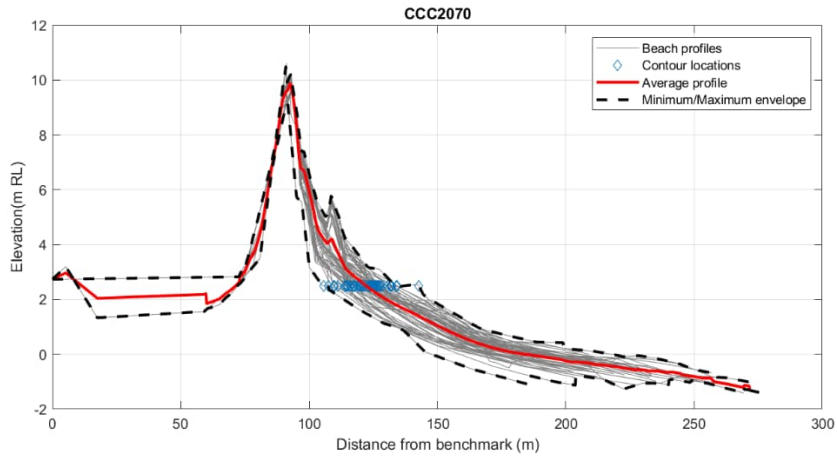 CCC2070
12
10
8
6
4
2
0
-2
Elevation(m RL)
0 50 100 150 200 250 300
Distance from benchmark (m)
Beach profiles
Contour locations
Average profile
Minimum/Maximum envelope